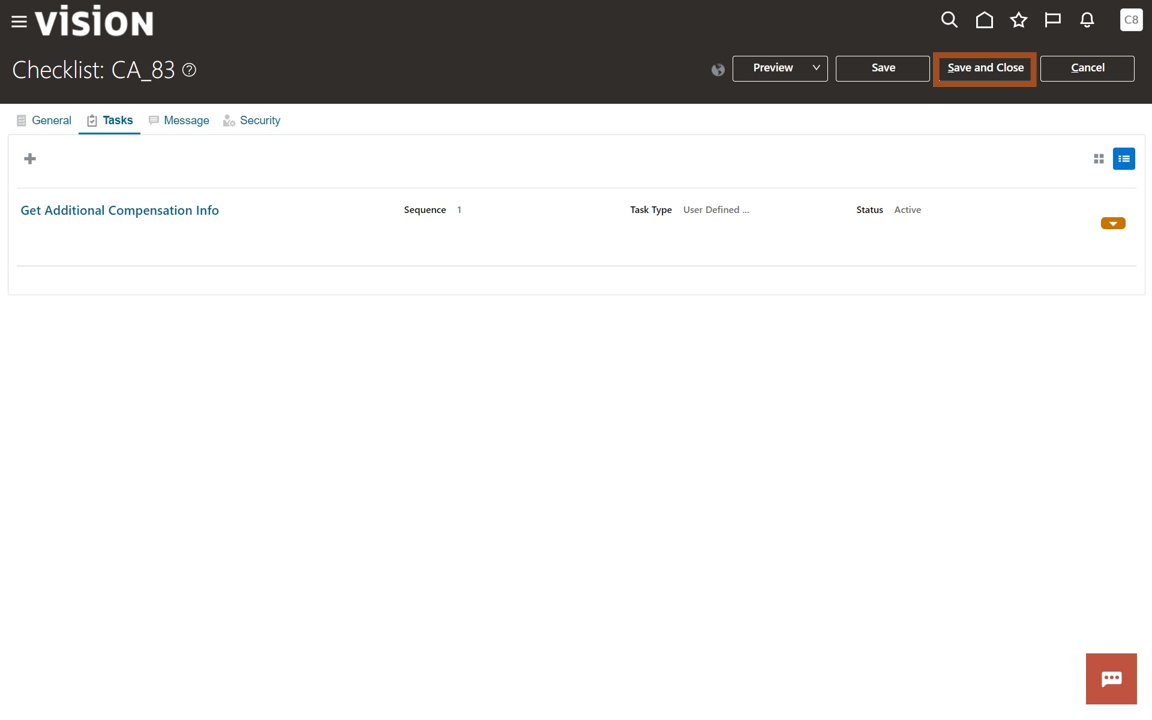 vision
C8
Checklist: CA_83
Preview
Save
Save and Close
Cancel
General
Tasks
Message
Security
Get Additional Compensation Info
Sequence 1
Task Type User Defined ...
Status Active